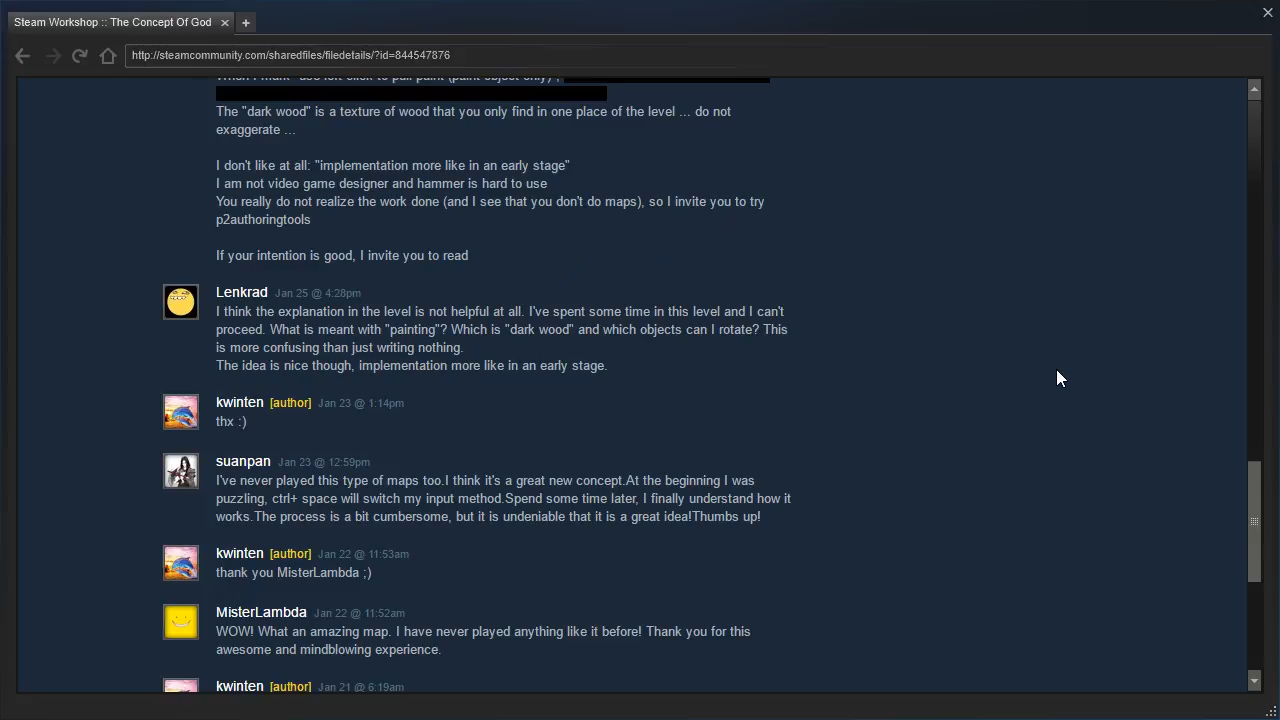 Steam Workshop :: The Concept Of God
http://steamcommunity.com/sharedfiles/filedetails/?id=844547876
When I mark "use left click to pull paint (paint object only)",
The "dark wood" is a texture of wood that you only find in one place of the level ... do not
exaggerate ...
I don't like at all: "implementation more like in an early stage"
I am not video game designer and hammer is hard to use
You really do not realize the work done (and I see that you don't do maps), so I invite you to try
p2authoringtools
If your intention is good, I invite you to read
Lenkrad Jan 25 @ 4:28pm
I think the explanation in the level is not helpful at all. I've spent some time in this level and I can't
proceed. What is meant with "painting"? Which is "dark wood" and which objects can I rotate? This
is more confusing than just writing nothing.
The idea is nice though, implementation more like in an early stage.
kwinten [author] Jan 23 @ 1:14pm
thx :)
suanpan Jan 23 @ 12:59pm
I've never played this type of maps too.I think it's a great new concept.At the beginning I was
puzzling, ctrl+ space will switch my input method.Spend some time later, I finally understand how it
works.The process is a bit cumbersome, but it is undeniable that it is a great idea!Thumbs up!
kwinten [author] Jan 22 @ 11:53am
thank you MisterLambda ;)
MisterLambda Jan 22 @ 11:52am
WOW! What an amazing map. I have never played anything like it before! Thank you for this
awesome and mindblowing experience.
kwinten [author] Jan 21 @ 6:19am